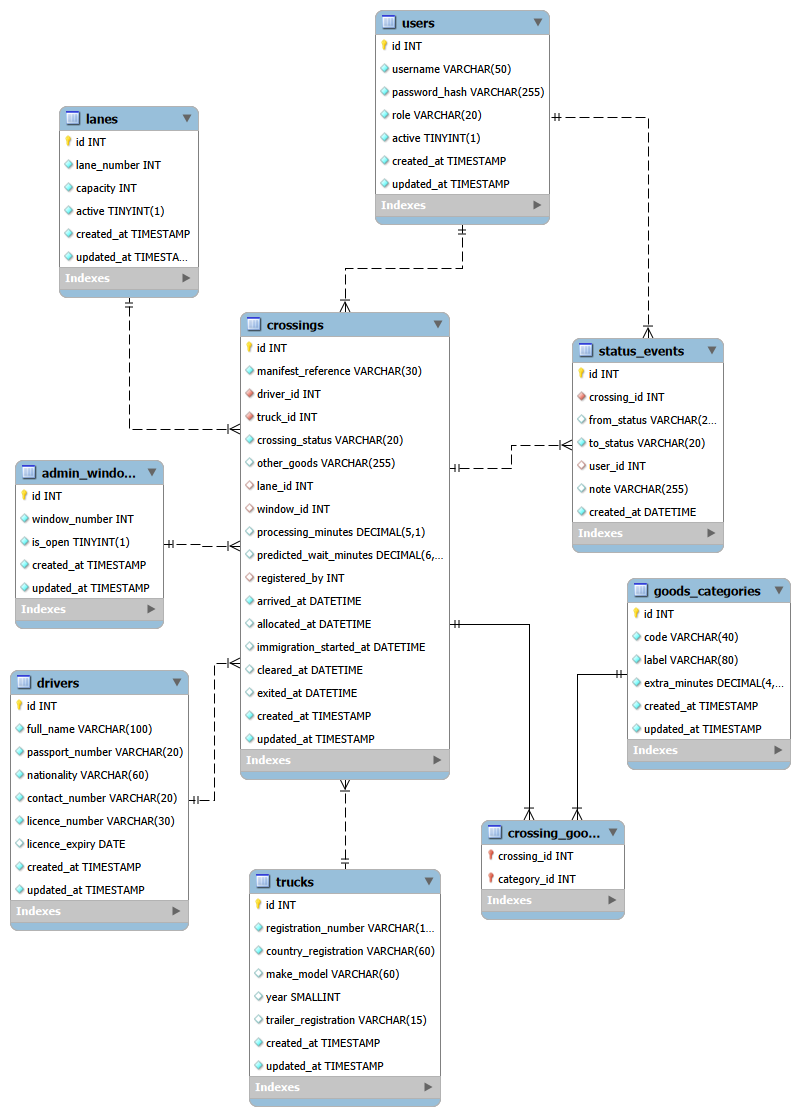 users
id INT
username VARCHAR(50)
password_hash VARCHAR(255)
role VARCHAR(20)
active TINYINT(1)
created_at TIMESTAMP
updated_at TIMESTAMP
Indexes
lanes
id INT
lane_number INT
capacity INT
active TINYINT(1)
created_at TIMESTAMP
updated_at TIMESTA...
Indexes
crossings
id INT
manifest_reference VARCHAR(30)
driver_id INT
truck_id INT
crossing_status VARCHAR(20)
other_goods VARCHAR(255)
lane_id INT
window_id INT
processing_minutes DECIMAL(5,1)
predicted_wait_minutes DECIMAL(6,...
registered_by INT
arrived_at DATETIME
allocated_at DATETIME
immigration_started_at DATETIME
cleared_at DATETIME
exited_at DATETIME
created_at TIMESTAMP
updated_at TIMESTAMP
Indexes
status_events
id INT
crossing_id INT
from_status VARCHAR(2...
to_status VARCHAR(20)
user_id INT
note VARCHAR(255)
created_at DATETIME
Indexes
admin_windo...
id INT
window_number INT
is_open TINYINT(1)
created_at TIMESTAMP
updated_at TIMESTAMP
Indexes
goods_categories
id INT
code VARCHAR(40)
label VARCHAR(80)
extra_minutes DECIMAL(4,...
created_at TIMESTAMP
updated_at TIMESTAMP
Indexes
drivers
id INT
full_name VARCHAR(100)
passport_number VARCHAR(20)
nationality VARCHAR(60)
contact_number VARCHAR(20)
licence_number VARCHAR(30)
licence_expiry DATE
created_at TIMESTAMP
updated_at TIMESTAMP
Indexes
crossing_goo...
crossing_id INT
category_id INT
Indexes
trucks
id INT
registration_number VARCHAR(1...
country_registration VARCHAR(60)
make_model VARCHAR(60)
year SMALLINT
trailer_registration VARCHAR(15)
created_at TIMESTAMP
updated_at TIMESTAMP
Indexes